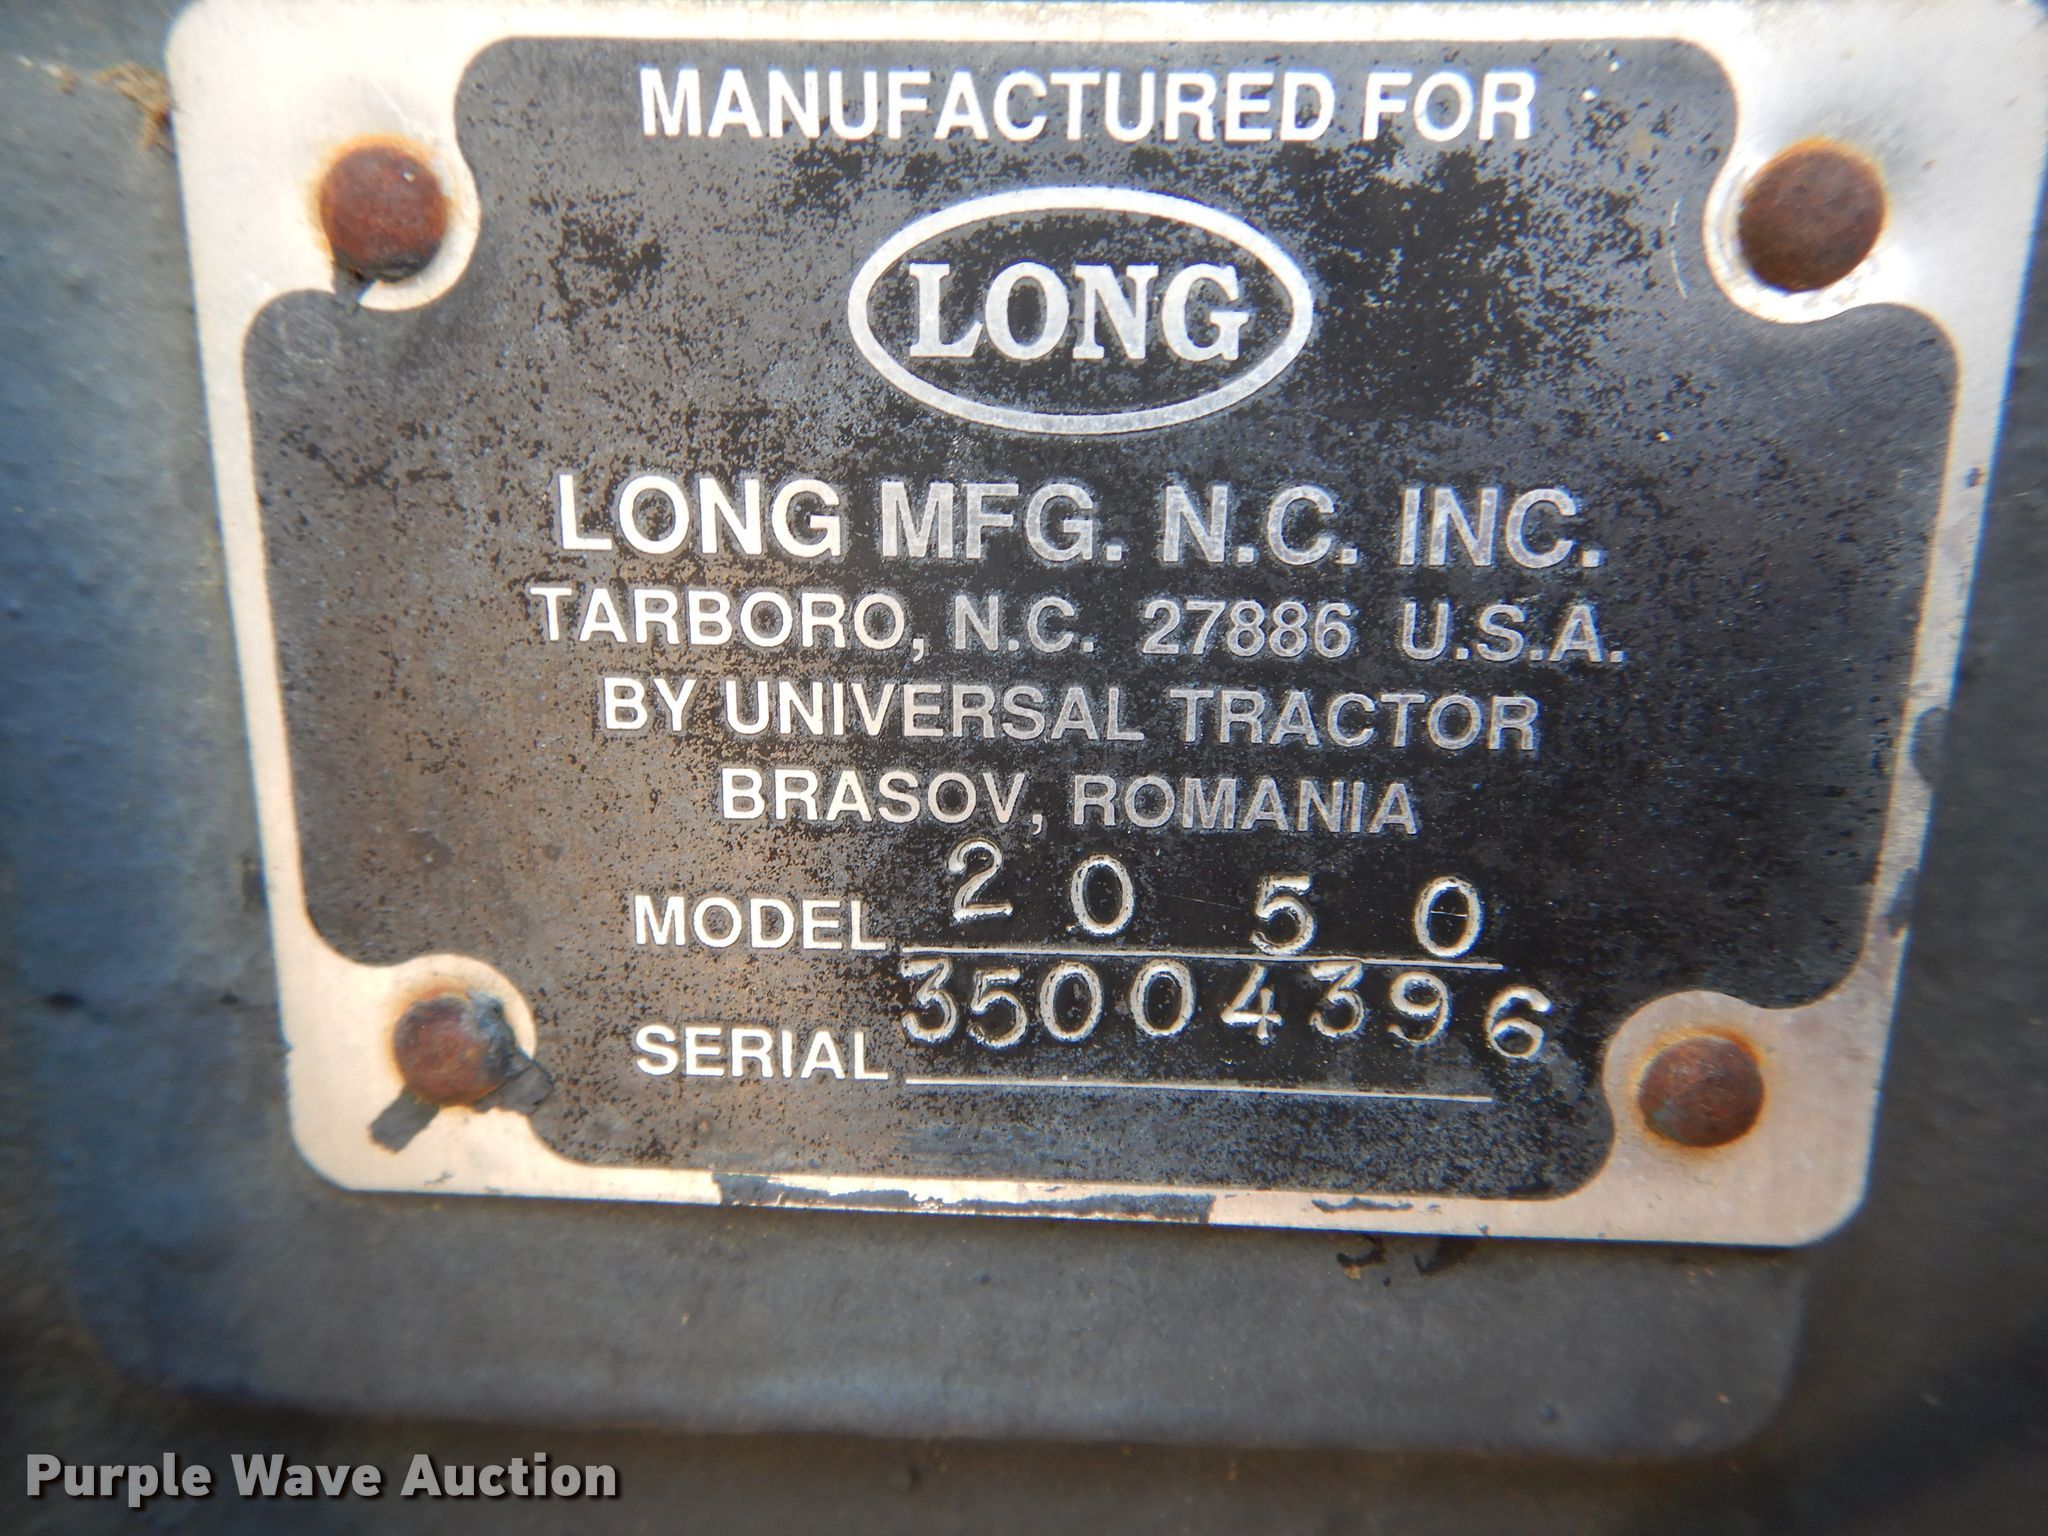 MANUFACTURED FOR
LONG
LONG MFG. N.C. INC.
TARBORO, N.C. 27886 U.S.A.
BY UNIVERSAL TRACTOR
BRASOV, ROMANIA
MODEL 2050
SERIAL 35004396
Purple Wave Auction